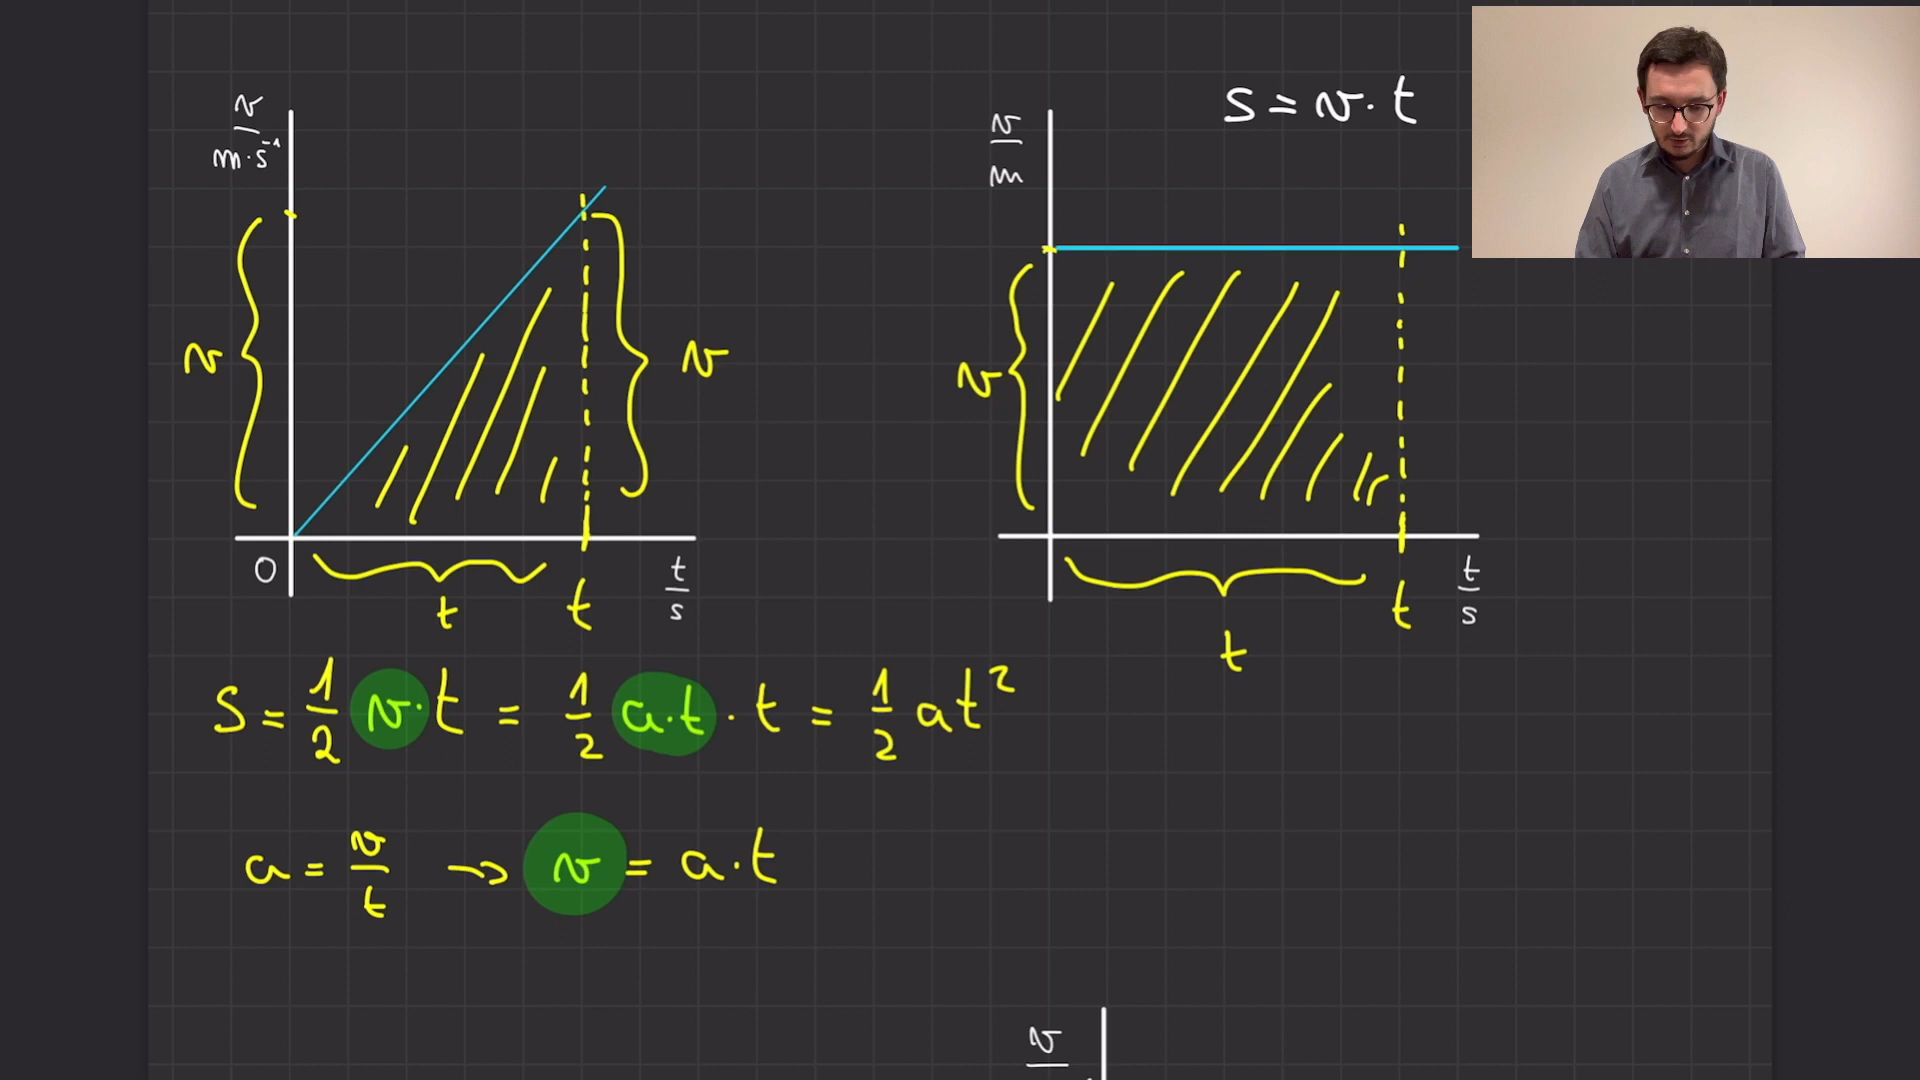 v
m·s⁻¹
v
v
0
t
t
t
s
s = v·t
v
m
v
t
t
t
s
s = 1/2 v·t = 1/2 a·t·t = 1/2 at²
a = v/t → v = a·t
v